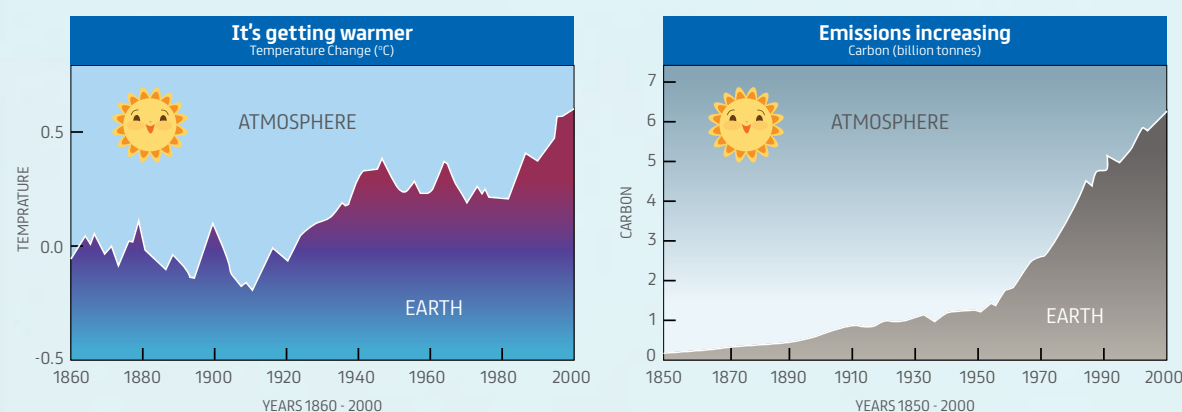 It's getting warmer
Temperature Change (°C)
TEMPRATURE
0.5
0.0
-0.5
ATMOSPHERE
EARTH
1860 1880 1900 1920 1940 1960 1980 2000
YEARS 1860 - 2000
Emissions increasing
Carbon (billion tonnes)
CARBON
7
6
5
4
3
2
1
0
ATMOSPHERE
EARTH
1850 1870 1890 1910 1930 1950 1970 1990 2000
YEARS 1850 - 2000